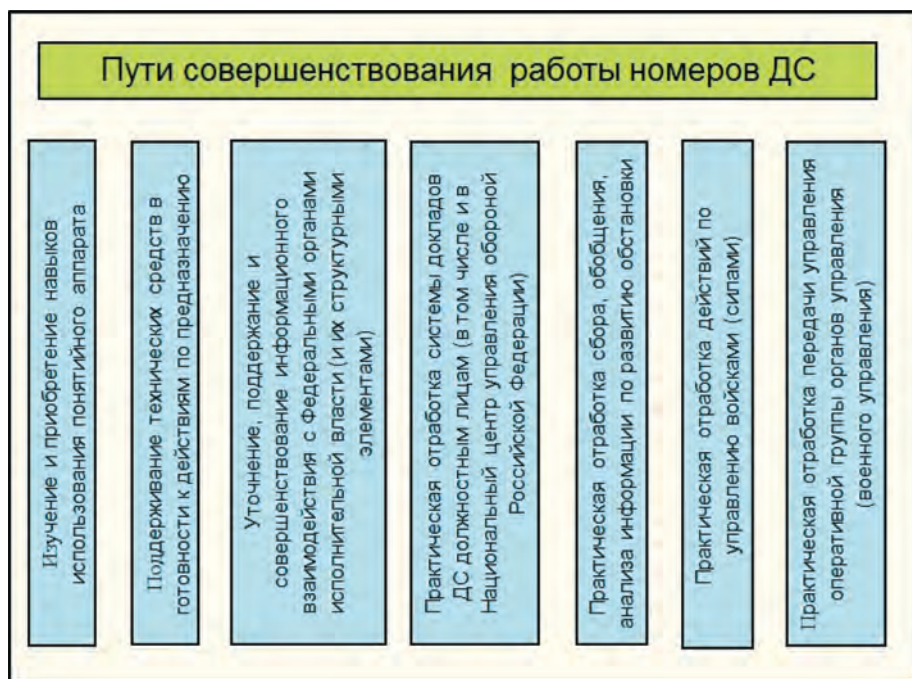 Пути совершенствования работы номеров ДС
Изучение и приобретение навыков
использования понятийного аппарата
Поддерживание технических средств в
готовности к действиям по предназначению
Уточнение, поддержание и
совершенствование информационного
взаимодействия с Федеральными органами
исполнительной власти (и их структурными
элементами)
Практическая отработка системы докладов
ДС должностным лицам (в том числе и в
Национальный центр управления обороной
Российской Федерации)
Практическая отработка сбора, обобщения,
анализа информации по развитию обстановки
Практическая отработка действий по
управлению войсками (силами)
Практическая отработка передачи управления
оперативной группы органов управления
(военного управления)